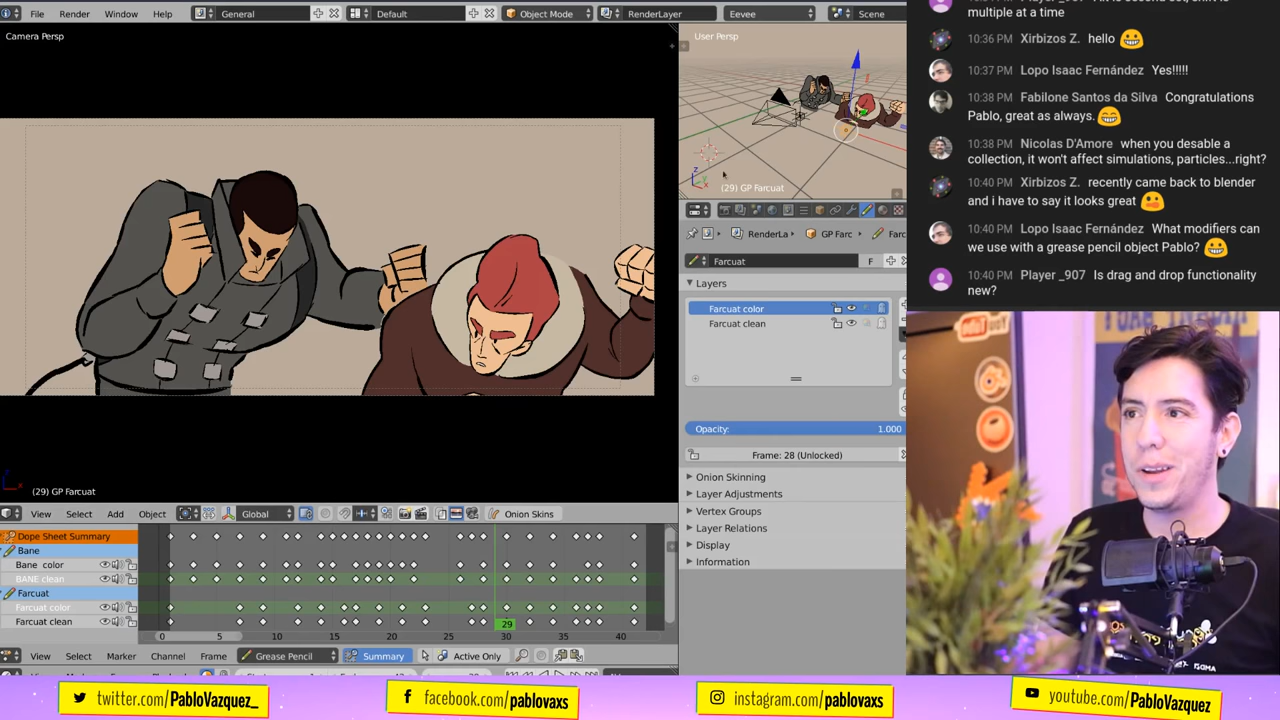 File Render Window Help General Default Object Mode RenderLayer Eevee Scene
Camera Persp
User Persp
(29) GP Farcuat
RenderLa GP Farc Farc
Farcuat F
Layers
Farcuat color
Farcuat clean
Opacity: 1.000
Frame: 28 (Unlocked)
Onion Skinning
Layer Adjustments
Vertex Groups
Layer Relations
Display
Information
(29) GP Farcuat
View Select Add Object Global Onion Skins
Dope Sheet Summary
Bane
Bane color
BANE clean
Farcuat
Farcuat color
Farcuat clean
29
0 5 10 15 20 25 30 35 40
View Select Marker Channel Frame Grease Pencil Summary Active Only
multiple at a time
10:36 PM Xirbizos Z. hello
10:37 PM Lopo Isaac Fernández Yes!!!!!
10:38 PM Fabilone Santos da Silva Congratulations
Pablo, great as always.
10:38 PM Nicolas D'Amore when you desable a
collection, it won't affect simulations, particles...right?
10:40 PM Xirbizos Z. recently came back to blender
and i have to say it looks great
10:40 PM Lopo Isaac Fernández What modifiers can
we use with a grease pencil object Pablo?
10:40 PM Player _907 Is drag and drop functionality
new?
twitter.com/PabloVazquez_
facebook.com/pablovaxs
instagram.com/pablovaxs
youtube.com/PabloVazquez